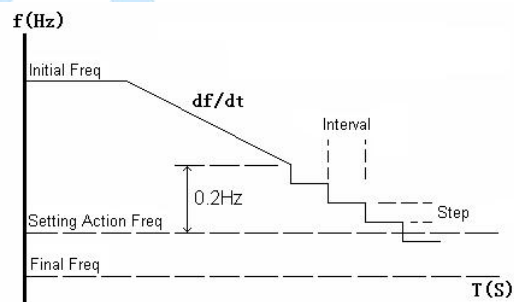 f(Hz)
Initial Freq
df/dt
Interval
0.2Hz
Step
Setting Action Freq
Final Freq
T(S)